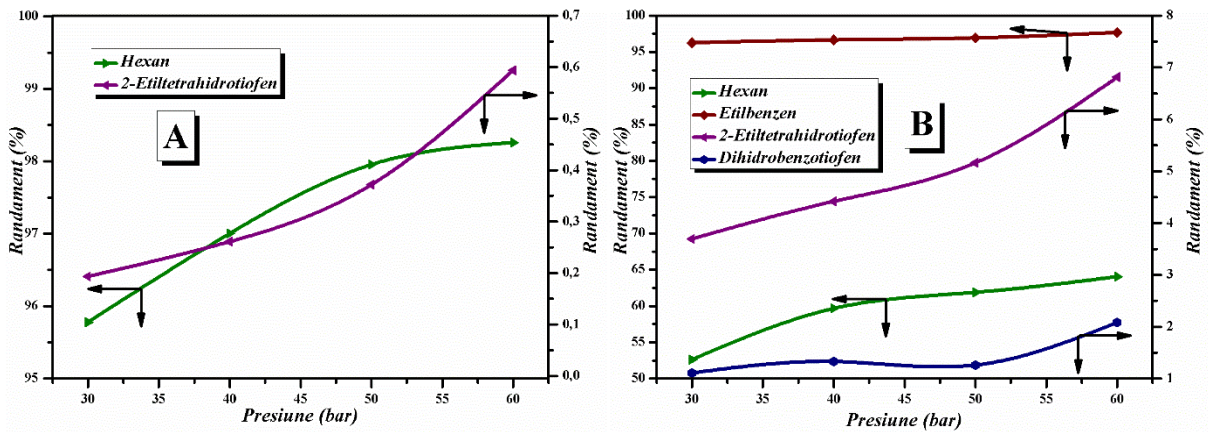 Hexan
2-Etiltetrahidrotiofen
A
Randament (%)
100
99
98
97
96
95
30 35 40 45 50 55 60
Presiune (bar)
0,7
0,6
0,5
0,4
0,3
0,2
0,1
0,0
Randament (%)
Hexan
Etilbenzen
2-Etiltetrahidrotiofen
Dihidrobenzotiofen
B
Randament (%)
100
95
90
85
80
75
70
65
60
55
50
30 35 40 45 50 55 60
Presiune (bar)
8
7
6
5
4
3
2
1
Randament (%)